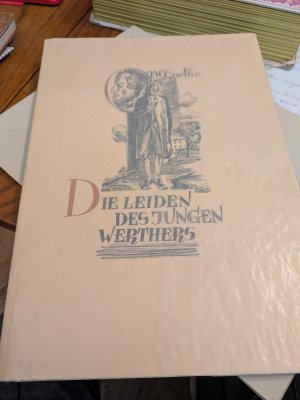 J.W. Goethe
DIE LEIDEN
DES JUNGEN
WERTHERS